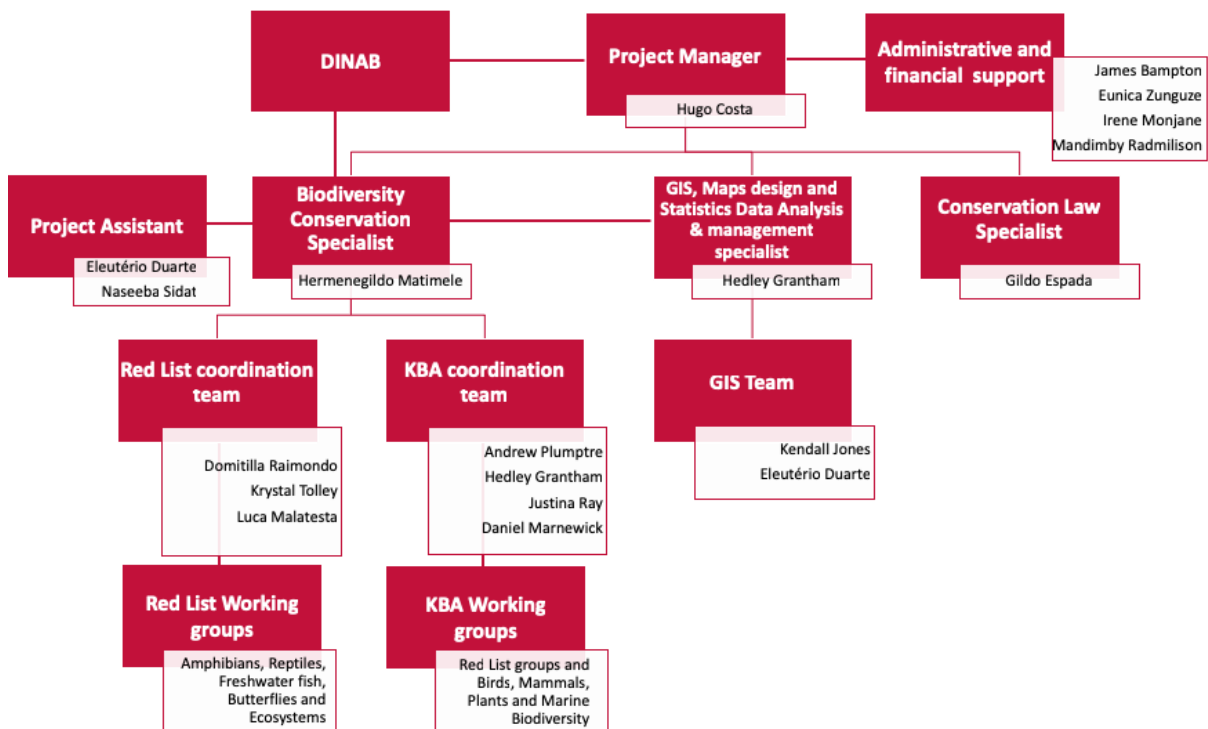 DINAB
Project Manager
Hugo Costa
Administrative and
financial support
James Bampton
Eunica Zunguze
Irene Monjane
Mandimby Radmilison
Project Assistant
Eleutério Duarte
Naseeba Sidat
Biodiversity
Conservation
Specialist
Hermenegildo Matimele
GIS, Maps design and
Statistics Data Analysis
& management
specialist
Hedley Grantham
Conservation Law
Specialist
Gildo Espada
Red List coordination
team
Domitilla Raimondo
Krystal Tolley
Luca Malatesta
KBA coordination
team
Andrew Plumptre
Hedley Grantham
Justina Ray
Daniel Marnewick
GIS Team
Kendall Jones
Eleutério Duarte
Red List Working
groups
Amphibians, Reptiles,
Freshwater fish,
Butterflies and
Ecosystems
KBA Working
groups
Red List groups and
Birds, Mammals,
Plants and Marine
Biodiversity